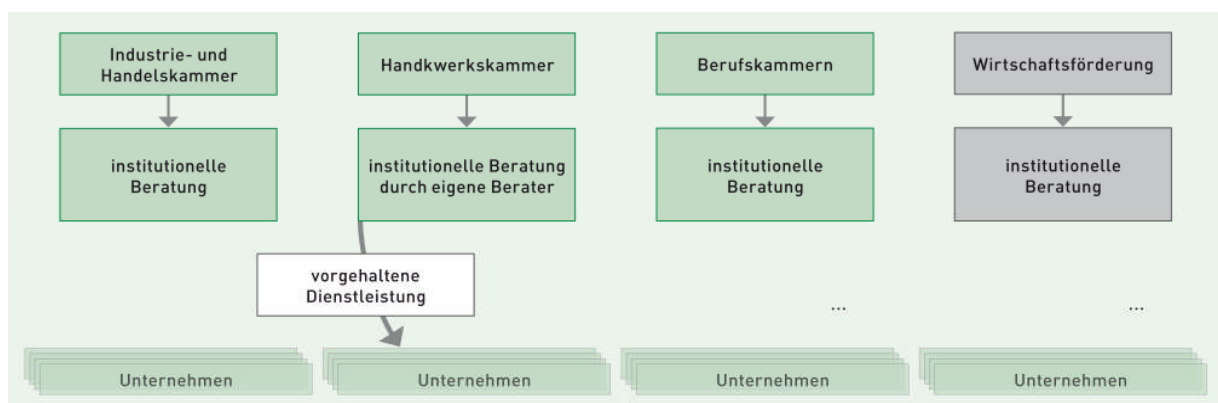 Industrie- und
Handelskammer
Handkwerkskammer
Berufskammern
Wirtschaftsförderung
institutionelle
Beratung
institutionelle Beratung
durch eigene Berater
institutionelle
Beratung
institutionelle
Beratung
vorgehaltene
Dienstleistung
...
...
Unternehmen
Unternehmen
Unternehmen
Unternehmen